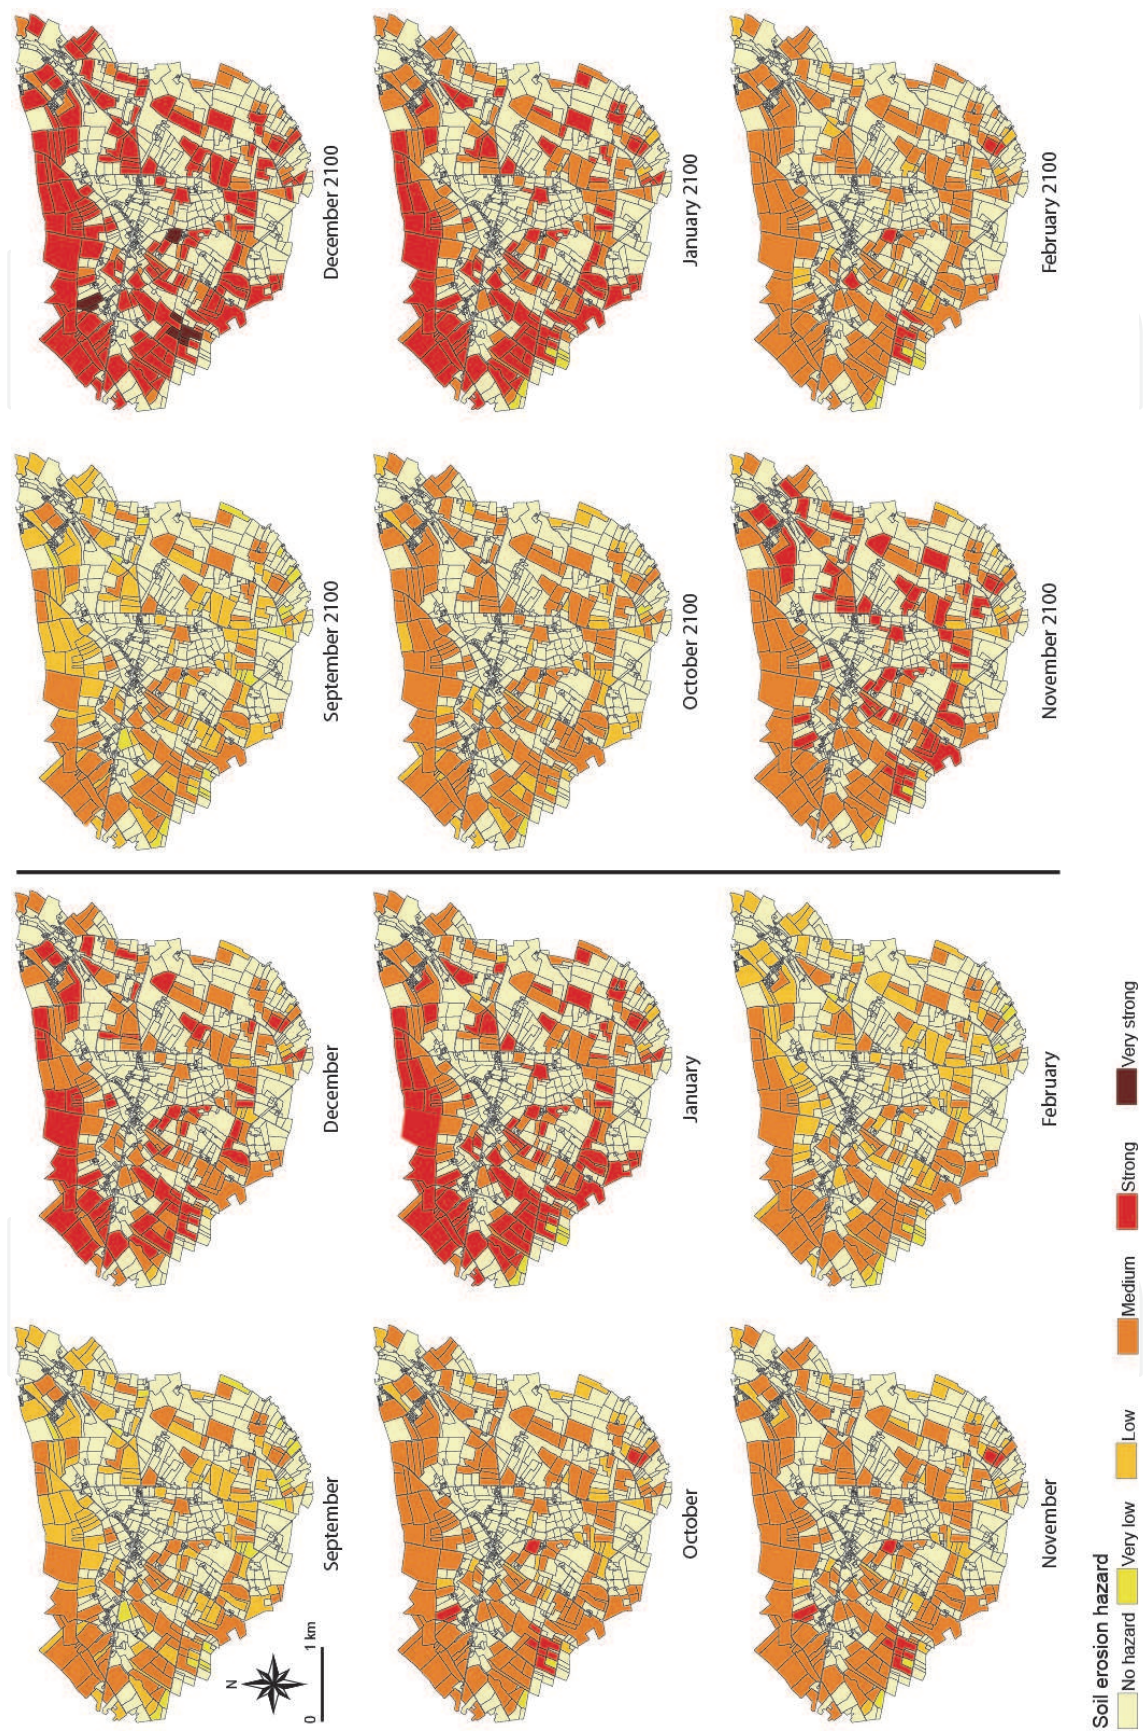 September
December
September 2100
December 2100
N
0 1 km
October
January
October 2100
January 2100
November
February
November 2100
February 2100
Soil erosion hazard
No hazard Very low Low Medium Strong Very strong